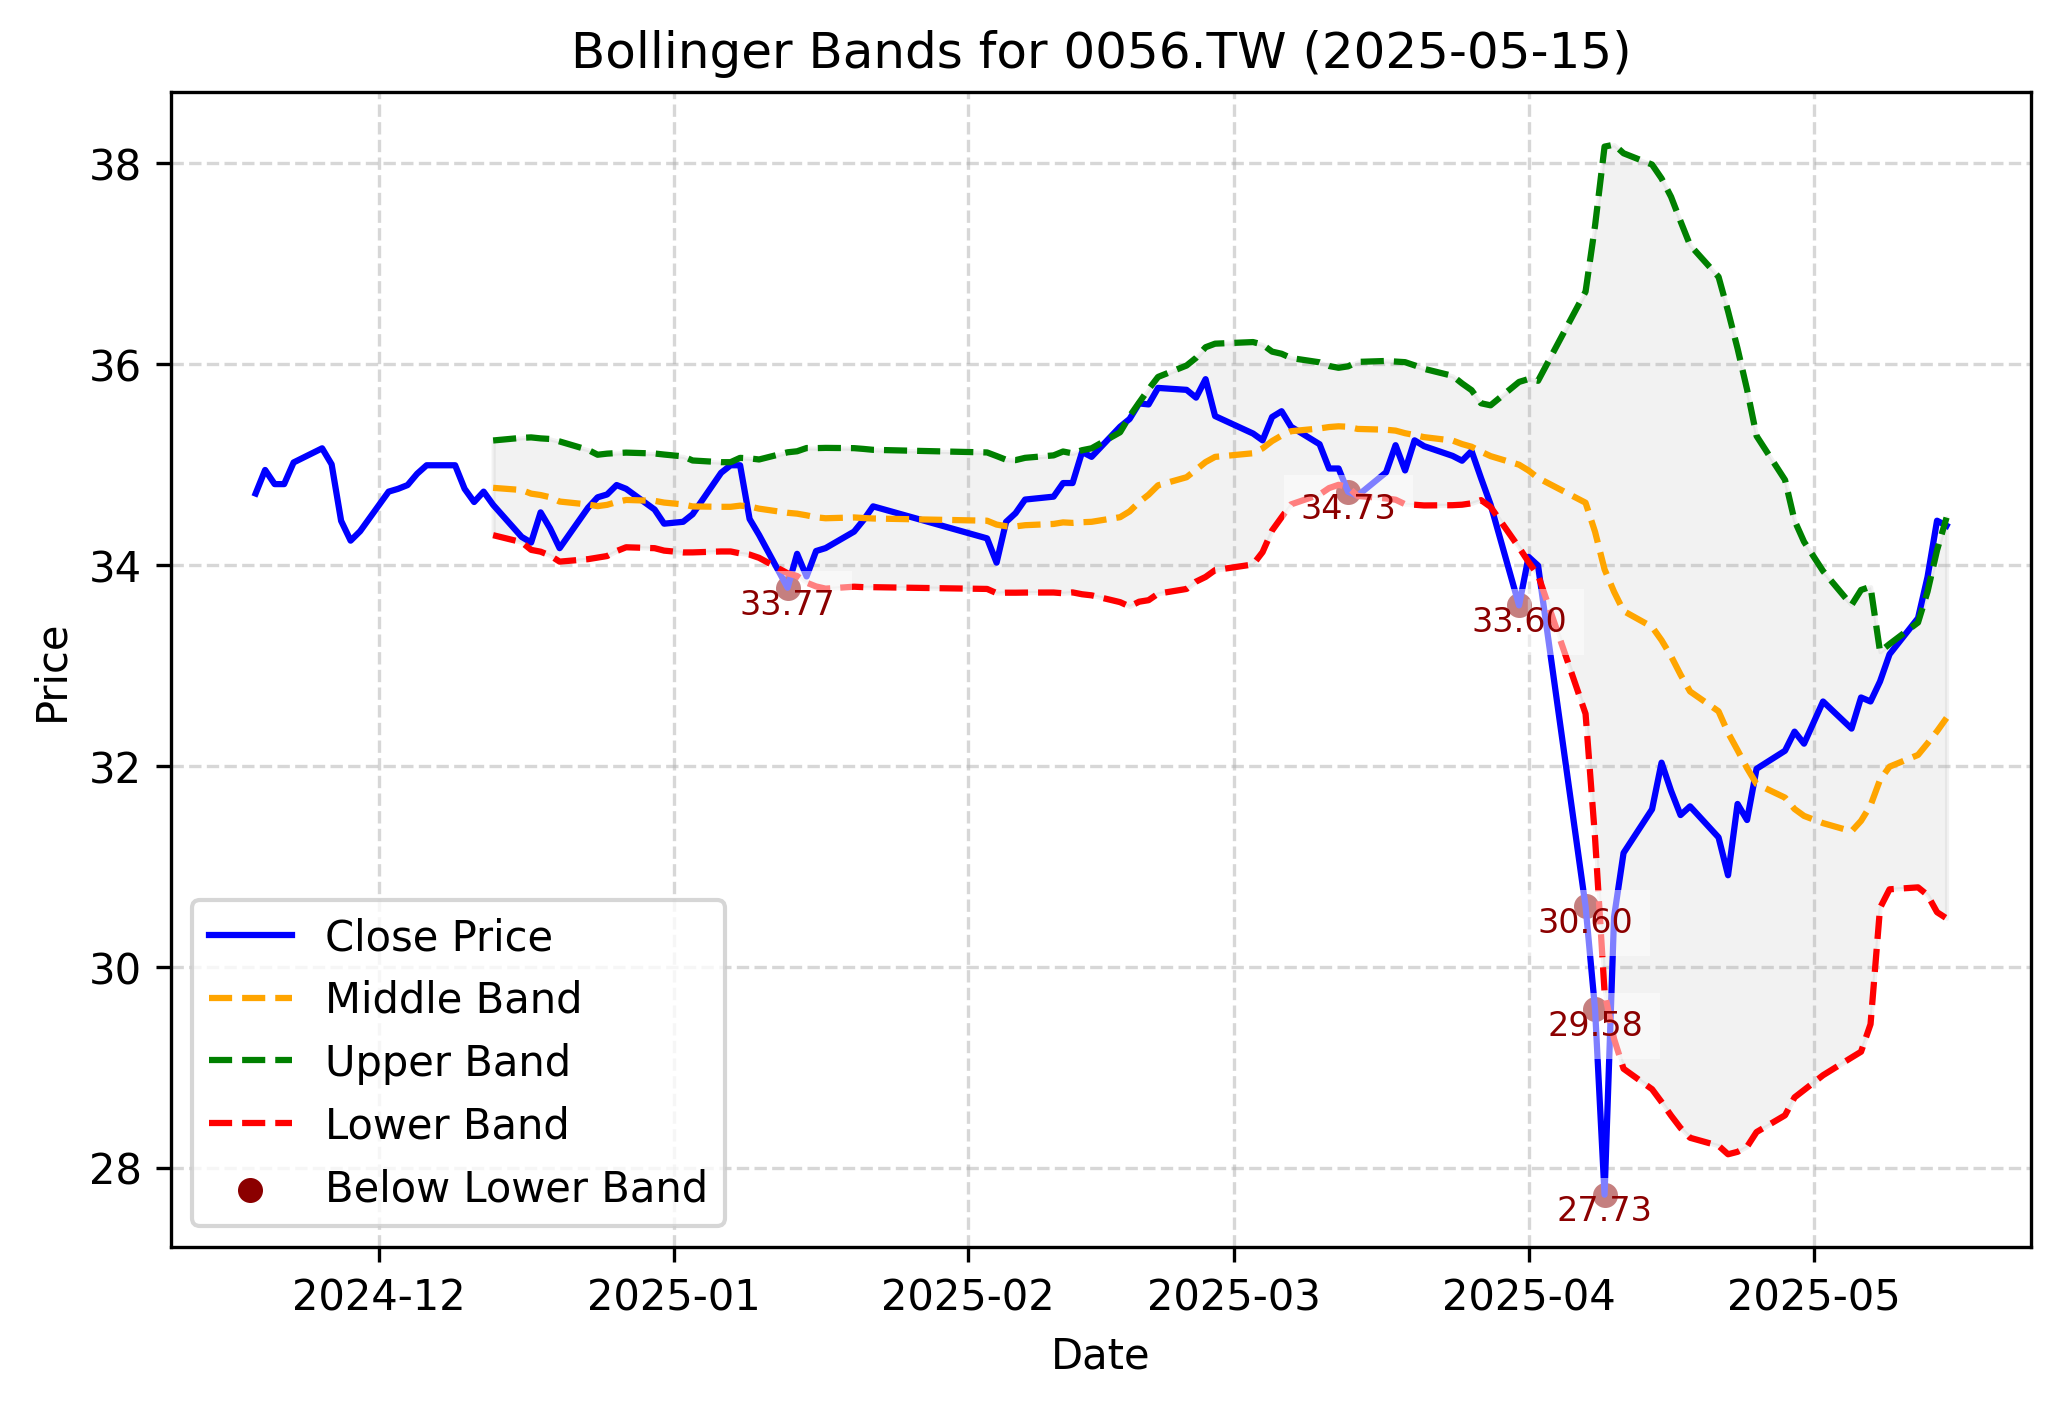 Bollinger Bands for 0056.TW (2025-05-15)
Price
38
36
34
32
30
28
33.77
34.73
33.60
30.60
29.58
27.73
Close Price
Middle Band
Upper Band
Lower Band
Below Lower Band
2024-12
2025-01
2025-02
2025-03
2025-04
2025-05
Date